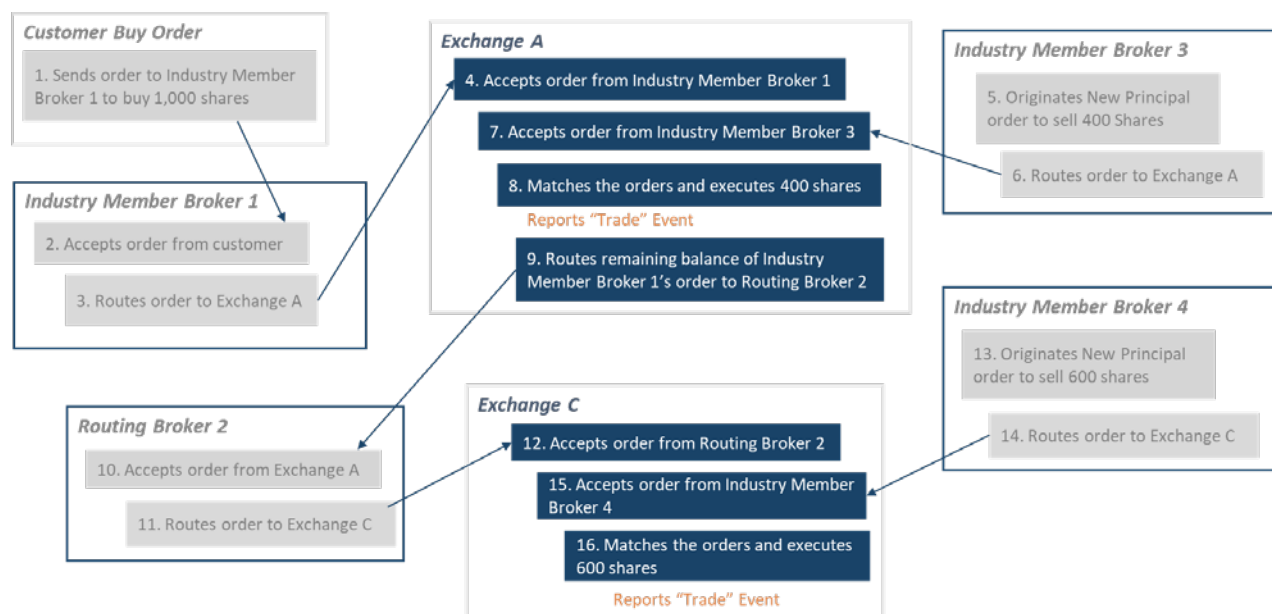 Customer Buy Order
1. Sends order to Industry Member
Broker 1 to buy 1,000 shares
Industry Member Broker 1
2. Accepts order from customer
3. Routes order to Exchange A
Exchange A
4. Accepts order from Industry Member Broker 1
7. Accepts order from Industry Member Broker 3
8. Matches the orders and executes 400 shares
Reports “Trade” Event
9. Routes remaining balance of Industry
Member Broker 1’s order to Routing Broker 2
Industry Member Broker 3
5. Originates New Principal
order to sell 400 Shares
6. Routes order to Exchange A
Routing Broker 2
10. Accepts order from Exchange A
11. Routes order to Exchange C
Exchange C
12. Accepts order from Routing Broker 2
15. Accepts order from Industry Member
Broker 4
16. Matches the orders and executes
600 shares
Reports “Trade” Event
Industry Member Broker 4
13. Originates New Principal
order to sell 600 shares
14. Routes order to Exchange C